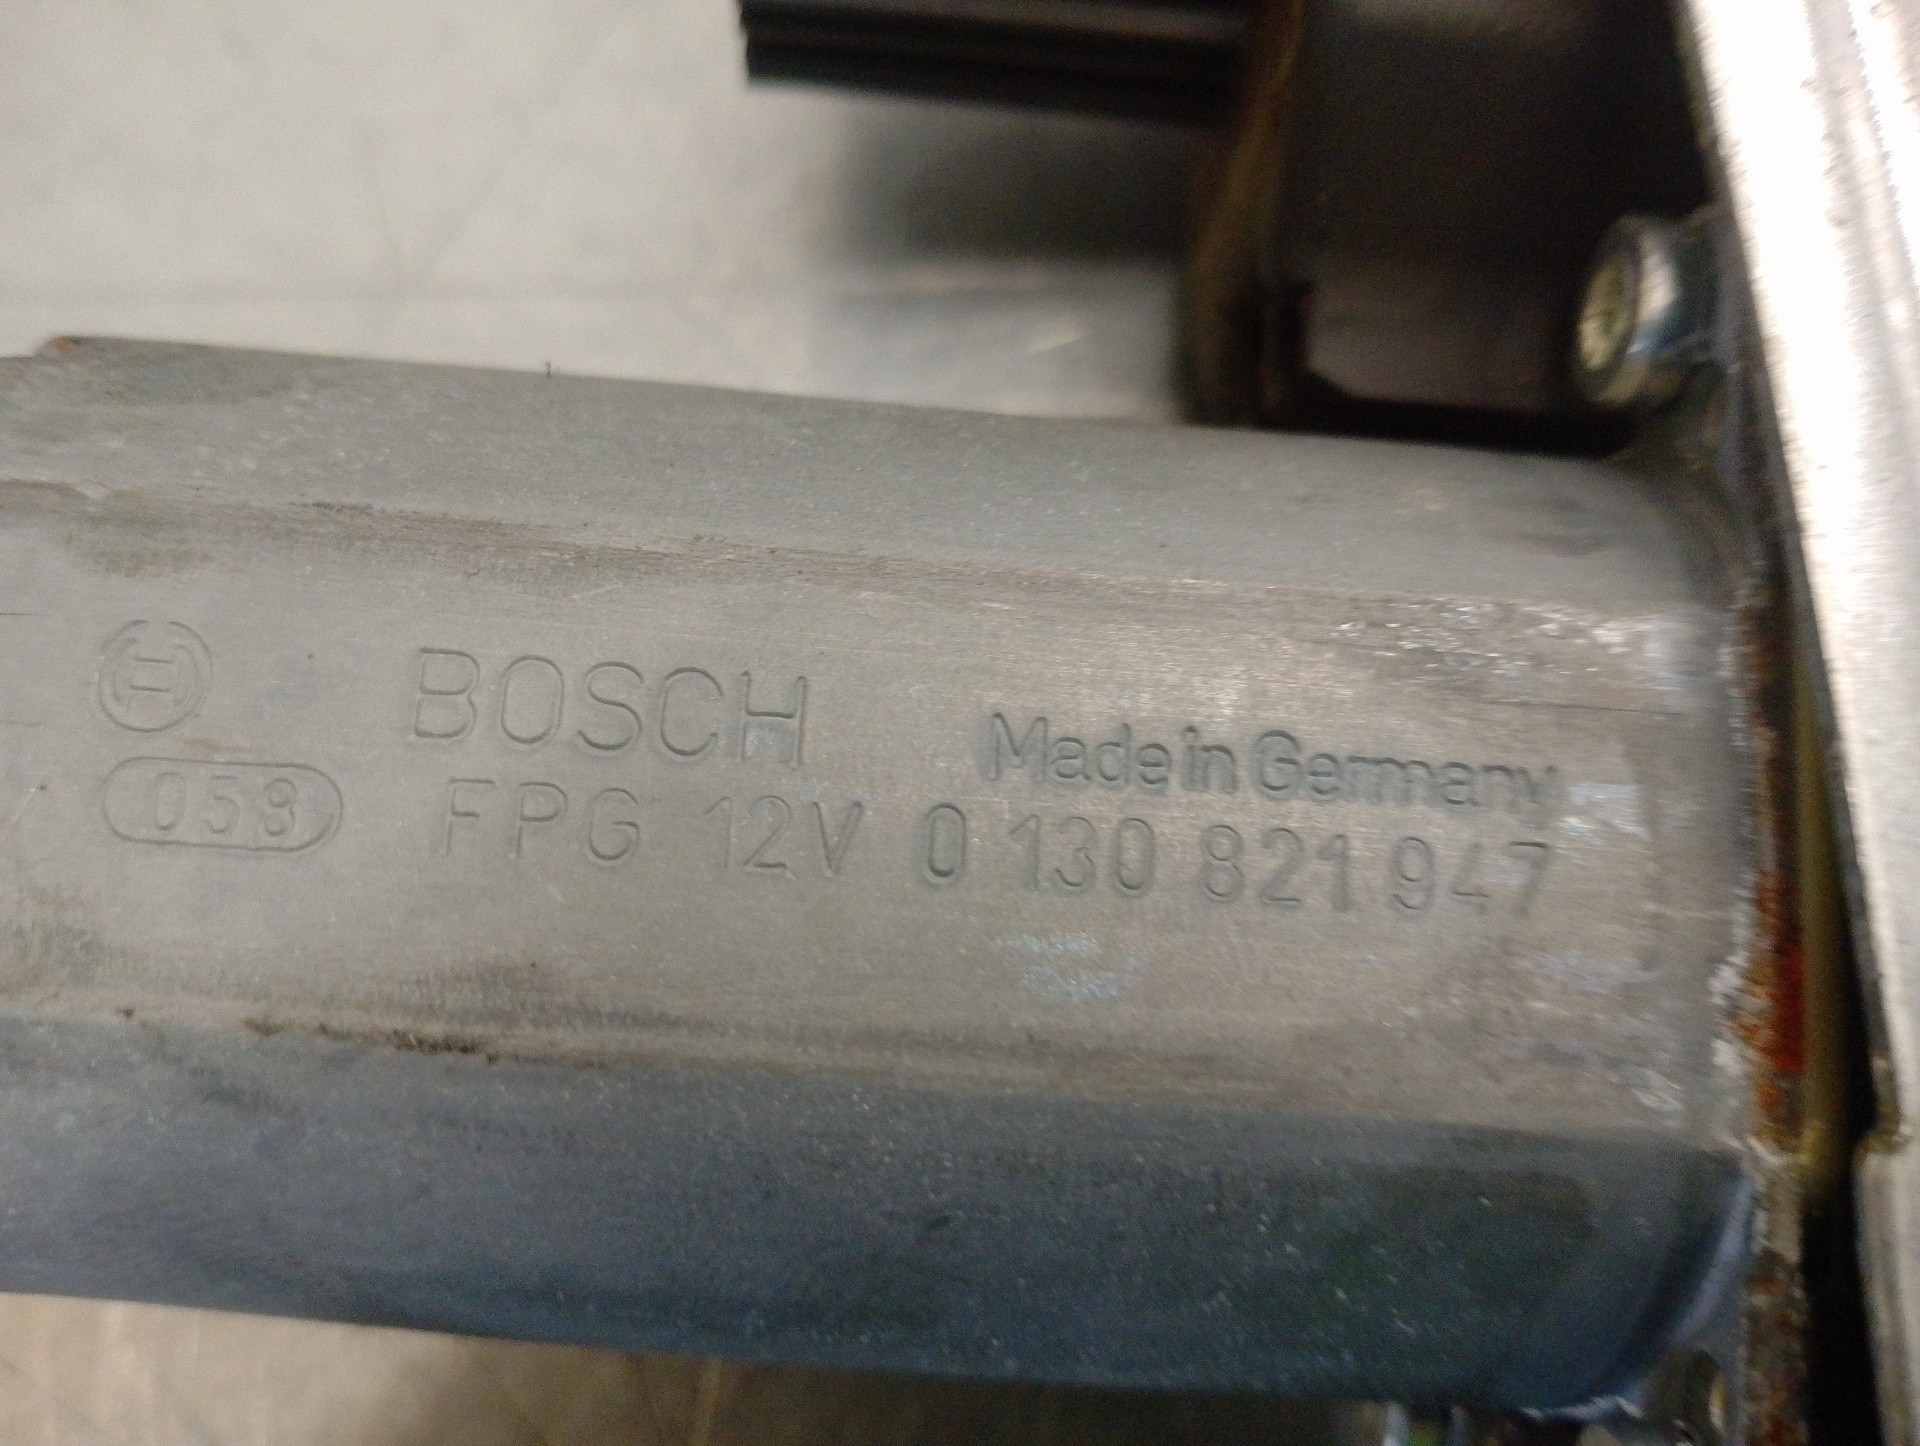 BOSCH Made in Germany
058 FPG 12V 0 130 821 947